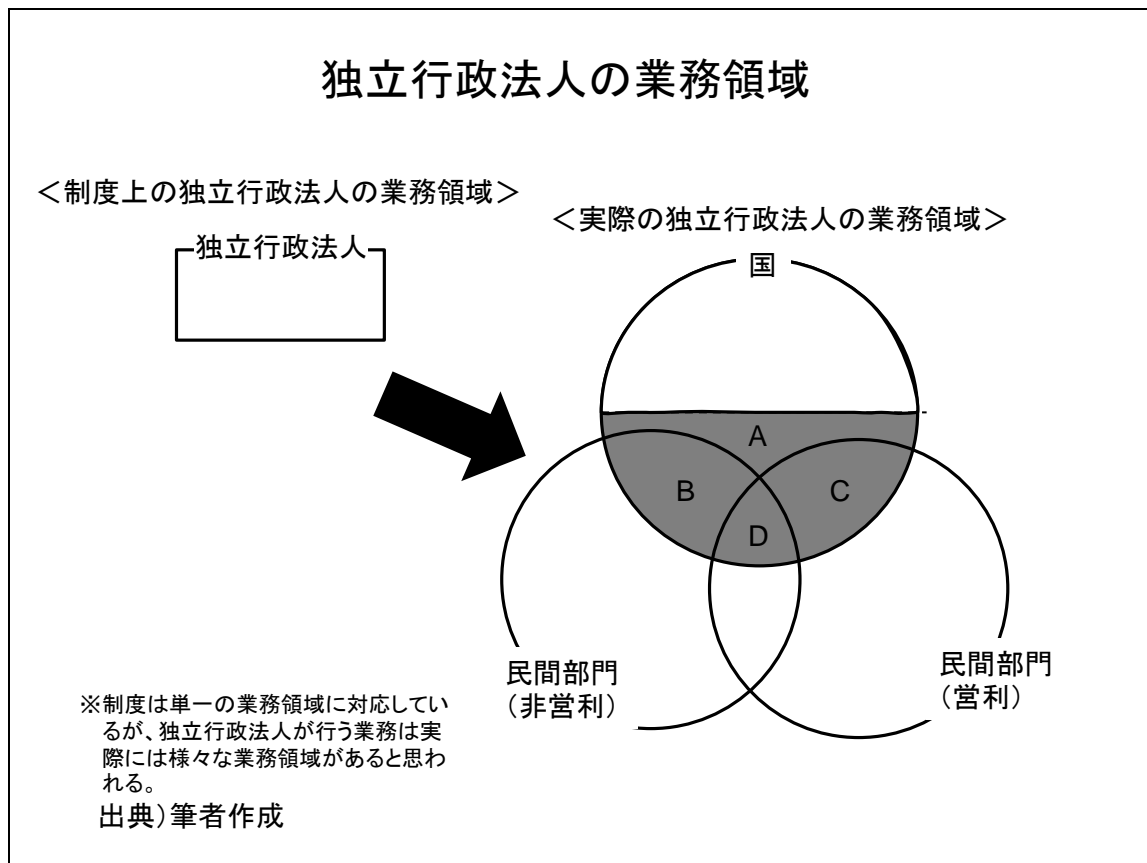 独立行政法人の業務領域
＜制度上の独立行政法人の業務領域＞
独立行政法人
＜実際の独立行政法人の業務領域＞
国
A
B
C
D
民間部門
（非営利）
民間部門
（営利）
※制度は単一の業務領域に対応してい
るが、独立行政法人が行う業務は実
際には様々な業務領域があると思わ
れる。
出典）筆者作成